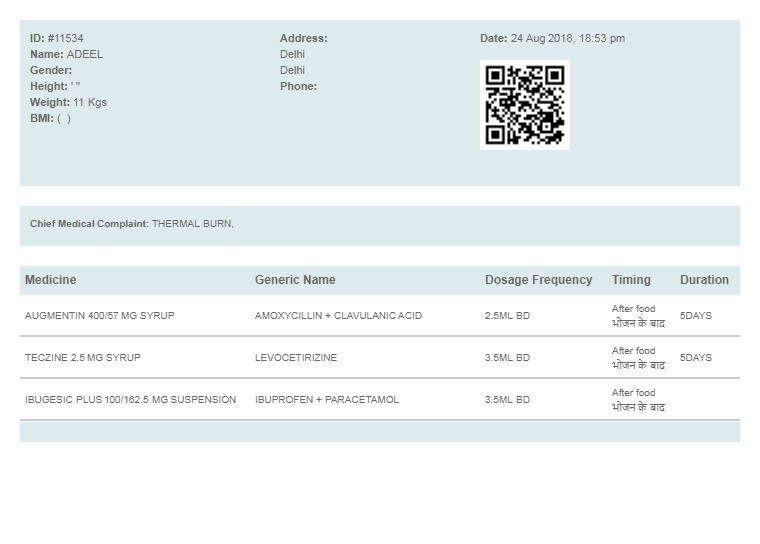 ID: #11534
Name: ADEEL
Gender:
Height: ' "
Weight: 11 Kgs
BMI: ( )
Address:
Delhi
Delhi
Phone:
Date: 24 Aug 2018, 18:53 pm
Chief Medical Complaint: THERMAL BURN,
Medicine Generic Name Dosage Frequency Timing Duration
AUGMENTIN 400/57 MG SYRUP AMOXYCILLIN + CLAVULANIC ACID 2.5ML BD After food 5DAYS
भोजन के बाद
TECZINE 2.5 MG SYRUP LEVOCETIRIZINE 3.5ML BD After food 5DAYS
भोजन के बाद
IBUGESIC PLUS 100/162.5 MG SUSPENSION IBUPROFEN + PARACETAMOL 3.5ML BD After food
भोजन के बाद